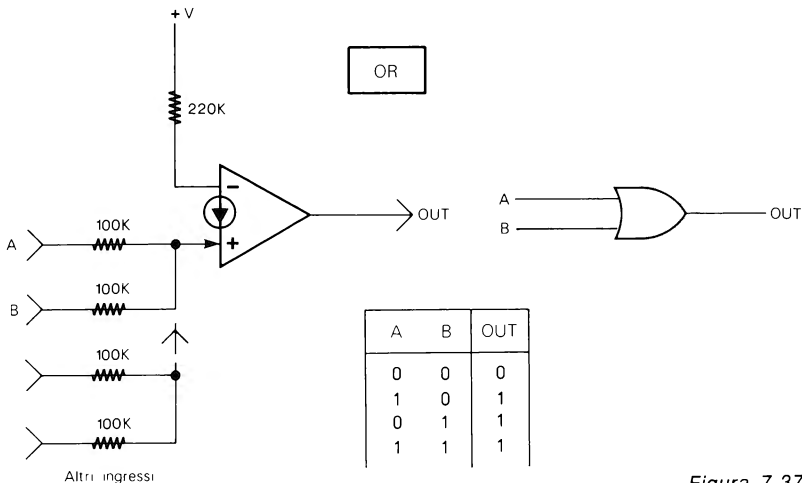 + V
OR
220K
−
OUT
A
B
OUT
100K
A
+
100K
B
100K
100K
Altri ingressi
A B OUT
0 0 0
1 0 1
0 1 1
1 1 1
Figura 7.37